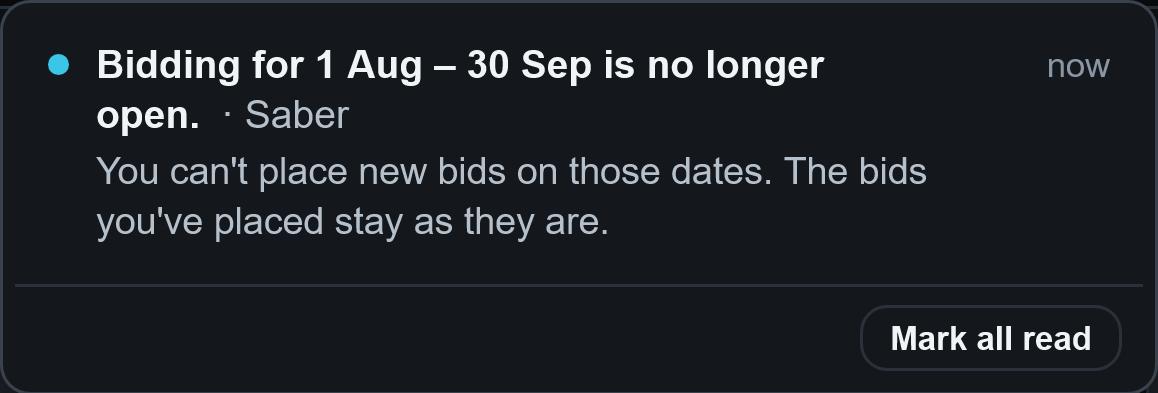 Bidding for 1 Aug – 30 Sep is no longer now
open. · Saber
You can't place new bids on those dates. The bids
you've placed stay as they are.
Mark all read